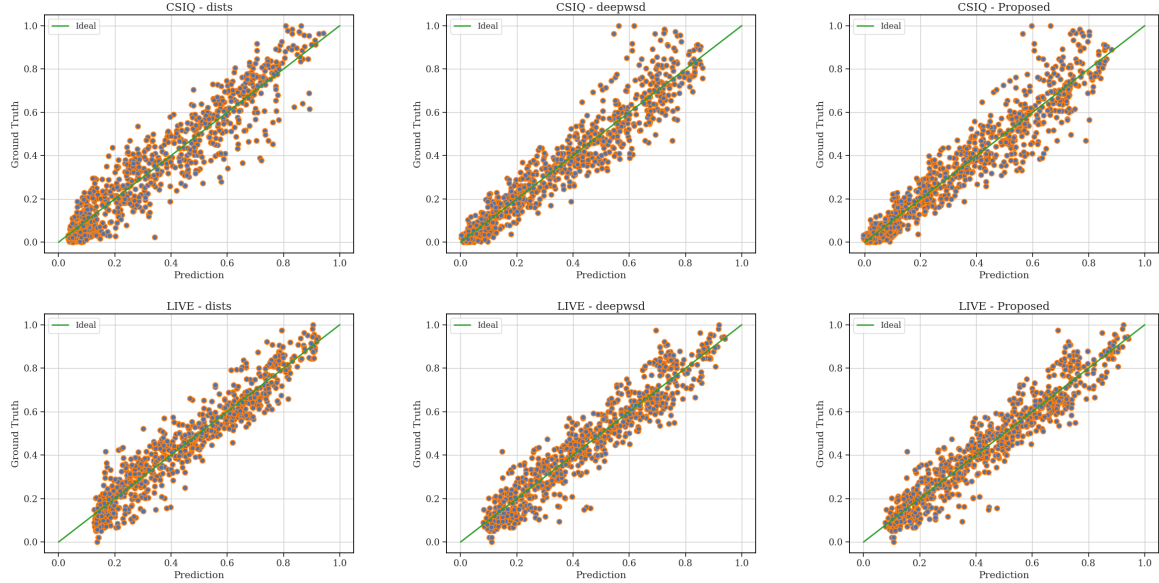 CSIQ - dists
CSIQ - deepwsd
CSIQ - Proposed
Ideal
Ideal
Ideal
1.0
0.8
0.6
0.4
0.2
0.0
Ground Truth
0.0 0.2 0.4 0.6 0.8 1.0
Prediction
1.0
0.8
0.6
0.4
0.2
0.0
Ground Truth
0.0 0.2 0.4 0.6 0.8 1.0
Prediction
1.0
0.8
0.6
0.4
0.2
0.0
Ground Truth
0.0 0.2 0.4 0.6 0.8 1.0
Prediction
LIVE - dists
LIVE - deepwsd
LIVE - Proposed
Ideal
Ideal
Ideal
1.0
0.8
0.6
0.4
0.2
0.0
Ground Truth
0.0 0.2 0.4 0.6 0.8 1.0
Prediction
1.0
0.8
0.6
0.4
0.2
0.0
Ground Truth
0.0 0.2 0.4 0.6 0.8 1.0
Prediction
1.0
0.8
0.6
0.4
0.2
0.0
Ground Truth
0.0 0.2 0.4 0.6 0.8 1.0
Prediction